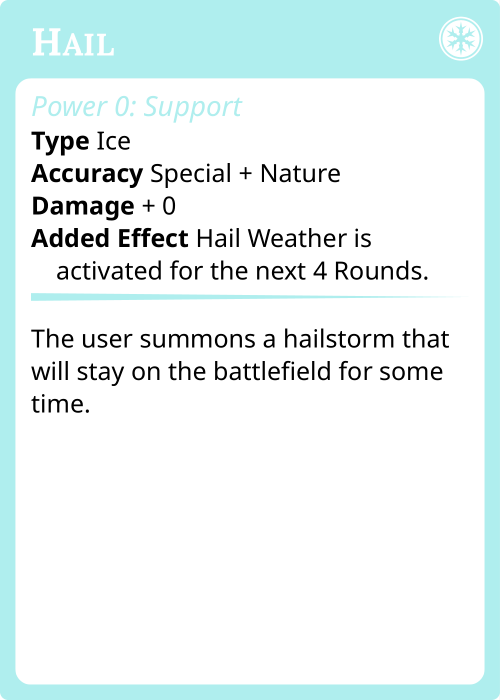 Hail
Power 0: Support
Type Ice
Accuracy Special + Nature
Damage + 0
Added Effect Hail Weather is
activated for the next 4 Rounds.
The user summons a hailstorm that
will stay on the battlefield for some
time.